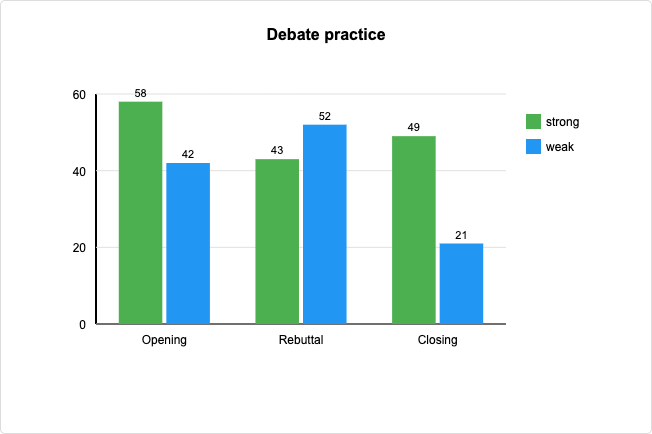 Debate practice
60
40
20
0
58
42
43
52
49
21
Opening
Rebuttal
Closing
strong
weak